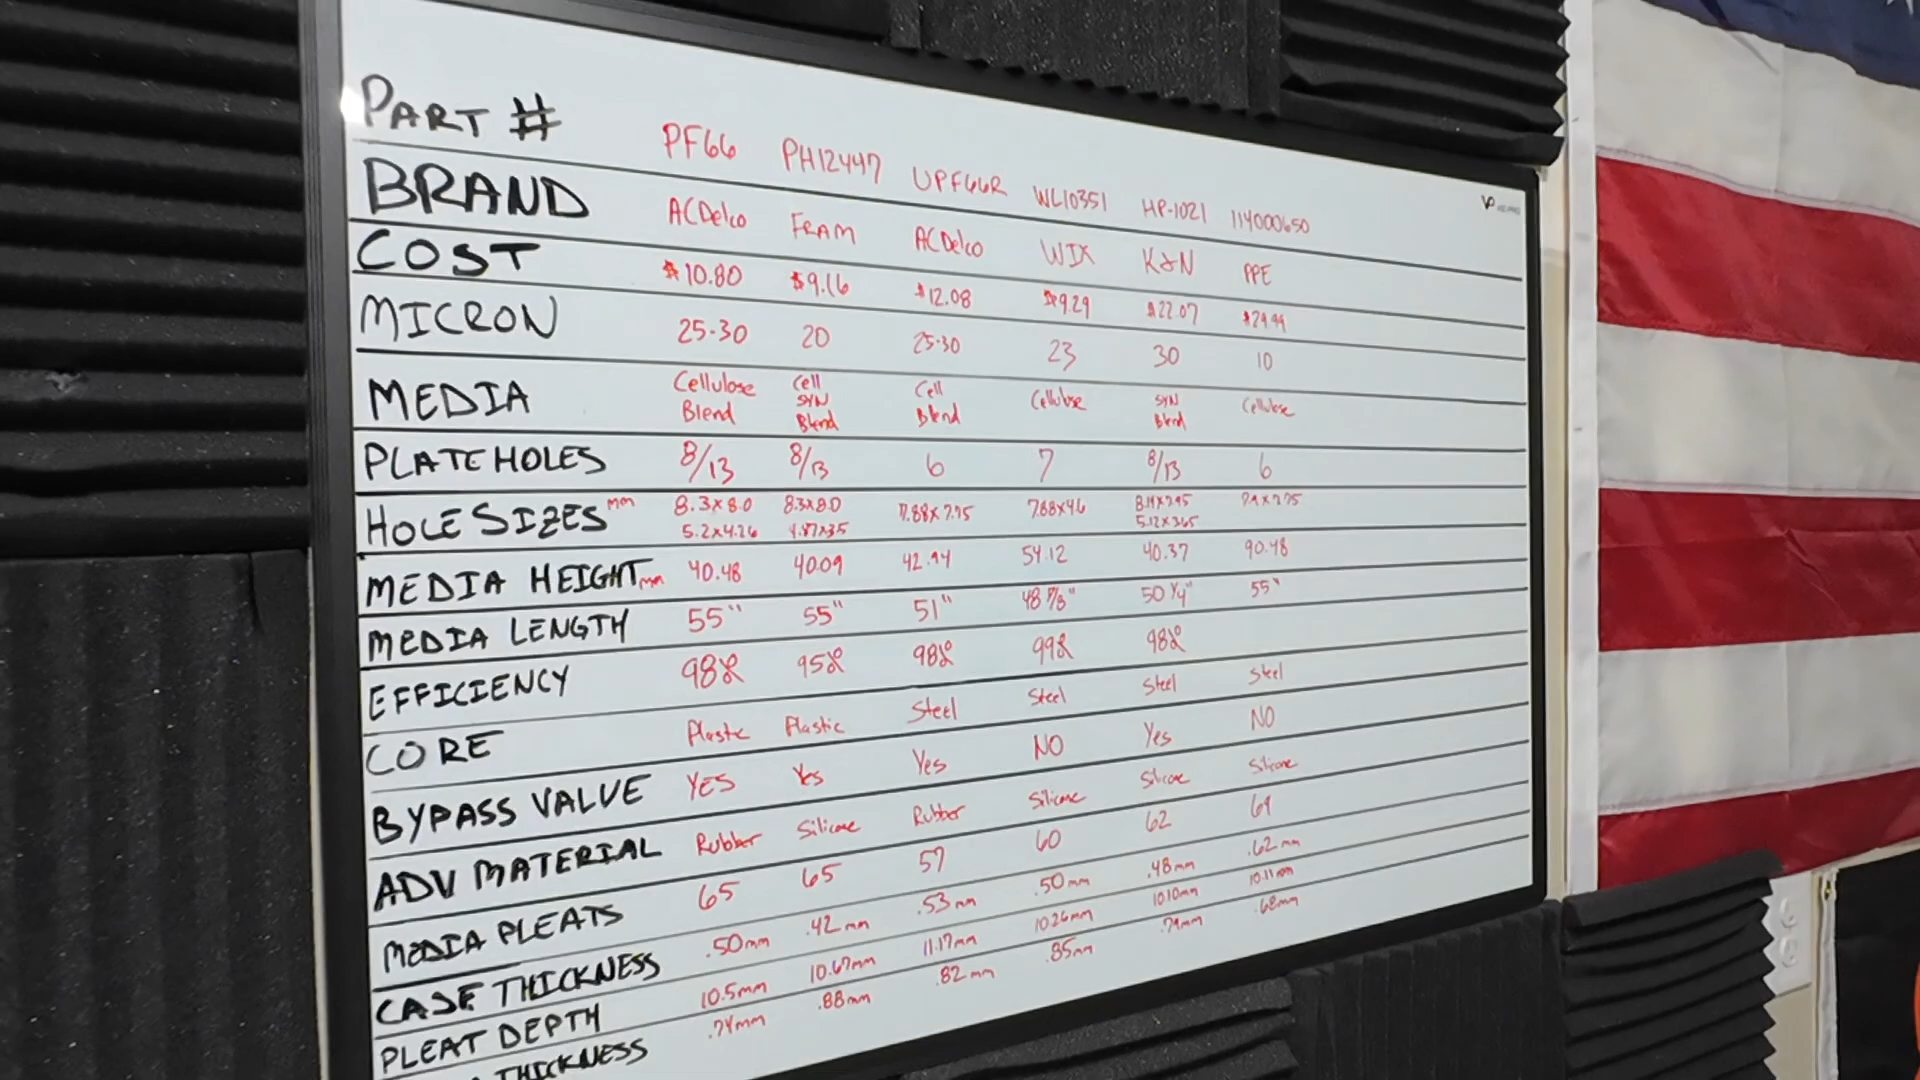 PART # PF66 PH12447 UPF66R WL10351 HP-1021 114000650
BRAND ACDelco FRAM ACDelco WIX K&N PPE
COST $10.80 $9.16 $12.08 $9.29 $22.07 $29.99
MICRON 25-30 20 25-30 23 30 10
MEDIA Cellulose Blend Cell SYN Blend Cell Blend Cellulose SYN Blend Cellulose
PLATE HOLES 8/13 8/13 6 7 8/13 6
HOLE SIZES mm 8.3x8.0 8.3x8.0 7.88x7.75 7.88x4.6 8.14x7.95 7.9x7.75
5.2x4.26 4.87x3.5 5.12x3.65
MEDIA HEIGHT mm 40.48 40.09 42.94 54.12 40.37 90.48
MEDIA LENGTH 55" 55" 51" 48 7/8" 50 1/4" 55"
EFFICIENCY 98% 95% 98% 99% 98%
CORE Plastic Plastic Steel Steel Steel Steel
BYPASS VALVE YES Yes Yes NO Yes NO
ADV MATERIAL Rubber Silicone Rubber Silicone Silicone Silicone
MEDIA PLEATS 65 65 57 60 62 69
CASE THICKNESS .50mm .42mm .53mm .50mm .48mm .62mm
PLEAT DEPTH 10.5mm 10.67mm 11.17mm 10.26mm 10.10mm 10.11mm
THICKNESS .74mm .88mm .82mm .85mm .79mm .68mm
VP